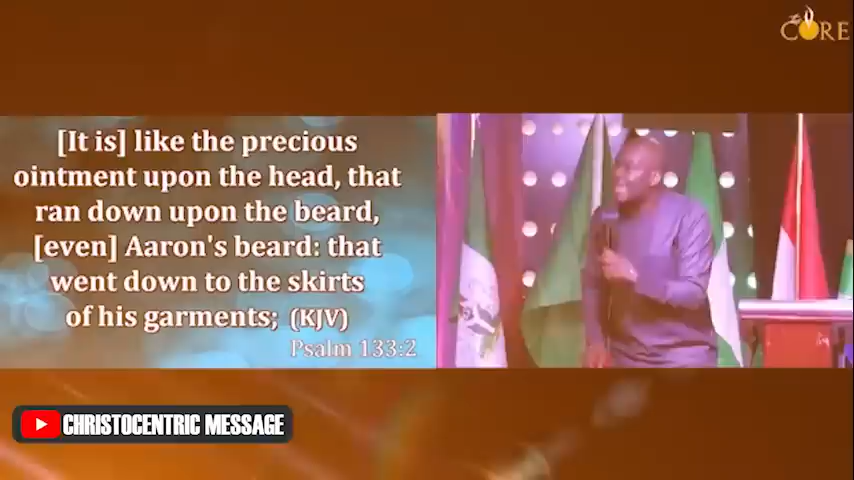 THE CORE
[It is] like the precious
ointment upon the head, that
ran down upon the beard,
[even] Aaron's beard: that
went down to the skirts
of his garments; (KJV)
Psalm 133:2
CHRISTOCENTRIC MESSAGE